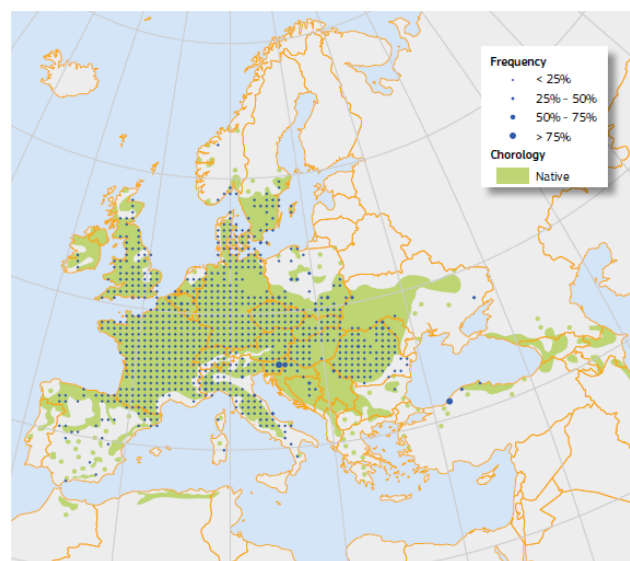 Frequency
< 25%
25% - 50%
50% - 75%
> 75%
Chorology
Native